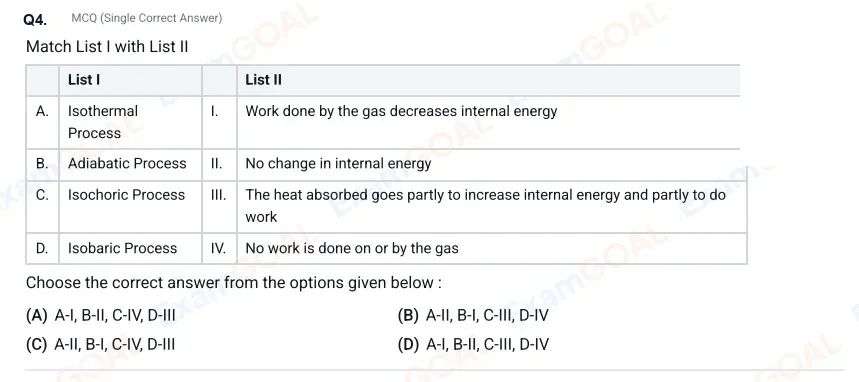 Q4. MCQ (Single Correct Answer)
Match List I with List II
List I List II
A. Isothermal Process I. Work done by the gas decreases internal energy
B. Adiabatic Process II. No change in internal energy
C. Isochoric Process III. The heat absorbed goes partly to increase internal energy and partly to do work
D. Isobaric Process IV. No work is done on or by the gas
Choose the correct answer from the options given below :
(A) A-I, B-II, C-IV, D-III (B) A-II, B-I, C-III, D-IV
(C) A-II, B-I, C-IV, D-III (D) A-I, B-II, C-III, D-IV
ExamGOAL